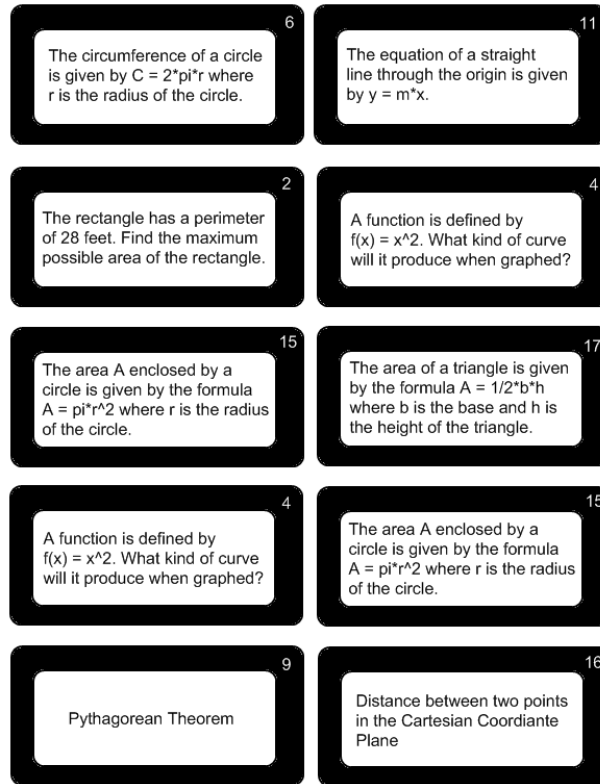 6
The circumference of a circle
is given by C = 2*pi*r where
r is the radius of the circle.
11
The equation of a straight
line through the origin is given
by y = m*x.
2
The rectangle has a perimeter
of 28 feet. Find the maximum
possible area of the rectangle.
4
A function is defined by
f(x) = x^2. What kind of curve
will it produce when graphed?
15
The area A enclosed by a
circle is given by the formula
A = pi*r^2 where r is the radius
of the circle.
17
The area of a triangle is given
by the formula A = 1/2*b*h
where b is the base and h is
the height of the triangle.
4
A function is defined by
f(x) = x^2. What kind of curve
will it produce when graphed?
15
The area A enclosed by a
circle is given by the formula
A = pi*r^2 where r is the radius
of the circle.
9
Pythagorean Theorem
16
Distance between two points
in the Cartesian Coordiante
Plane